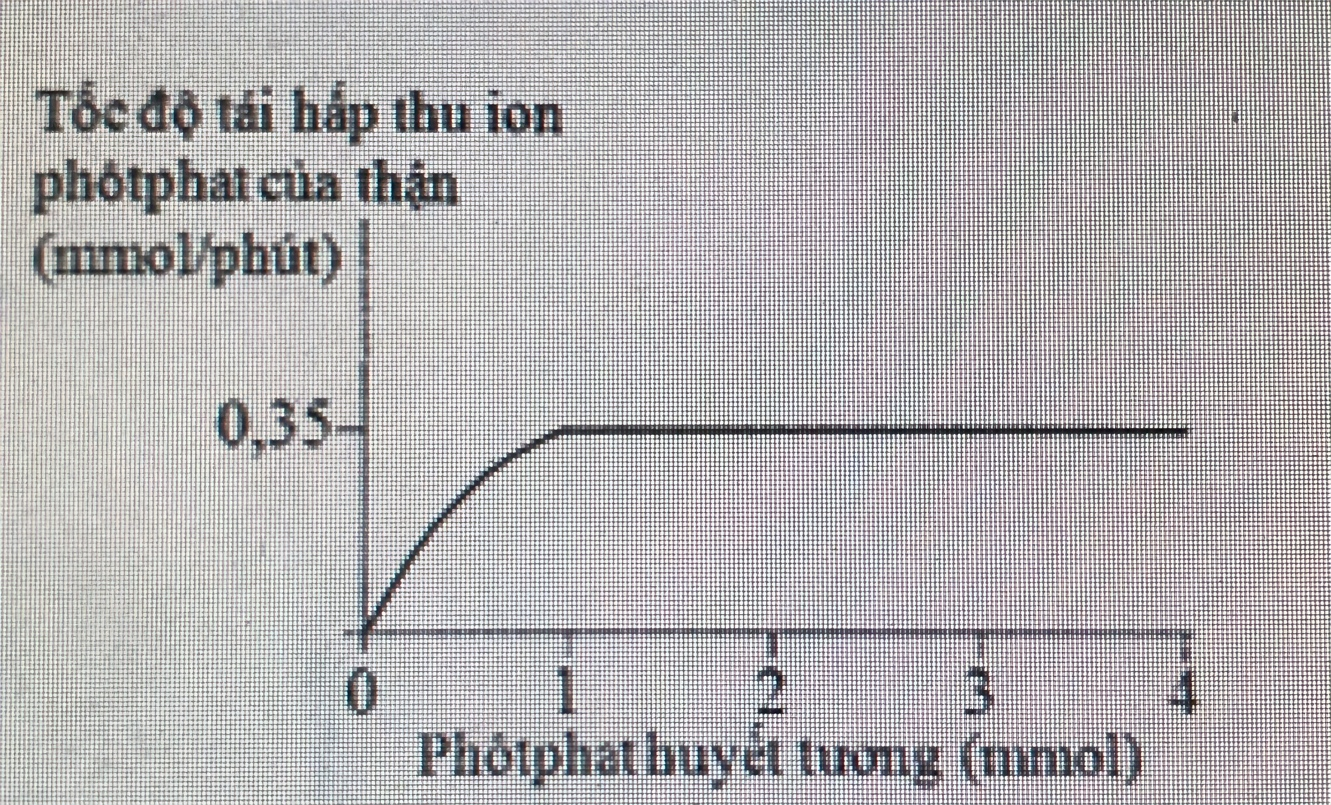 Tốc độ tái hấp thu ion
phôtphat của thận
(mmol/phút)
0,35
0 1 2 3 4
Phôtphat huyết tương (mmol)